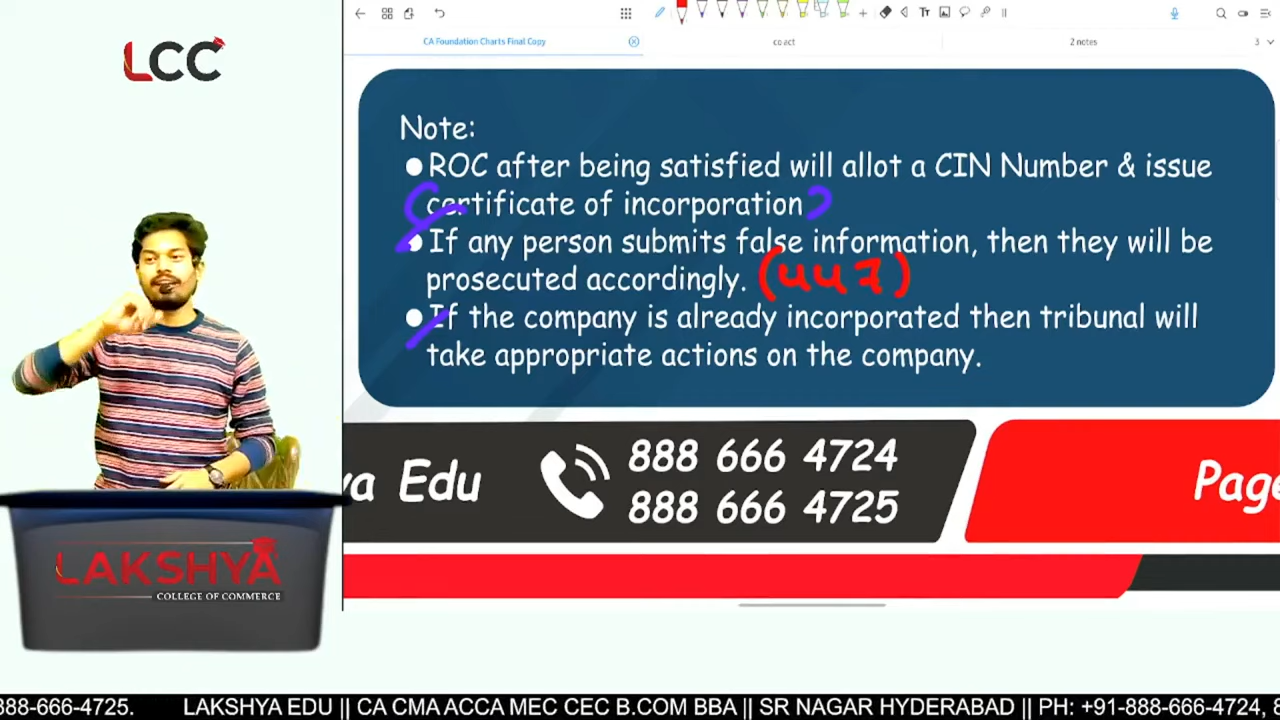 LCC
CA Foundation Charts Final Copy
co act
2 notes
3
Tт
Note:
● ROC after being satisfied will allot a CIN Number & issue
certificate of incorporation
● If any person submits false information, then they will be
prosecuted accordingly. (447)
● If the company is already incorporated then tribunal will
take appropriate actions on the company.
ya Edu
888 666 4724
888 666 4725
Page
LAKSHYA
COLLEGE OF COMMERCE
888-666-4725. LAKSHYA EDU || CA CMA ACCA MEC CEC B.COM BBA || SR NAGAR HYDERABAD || PH: +91-888-666-4724, 8